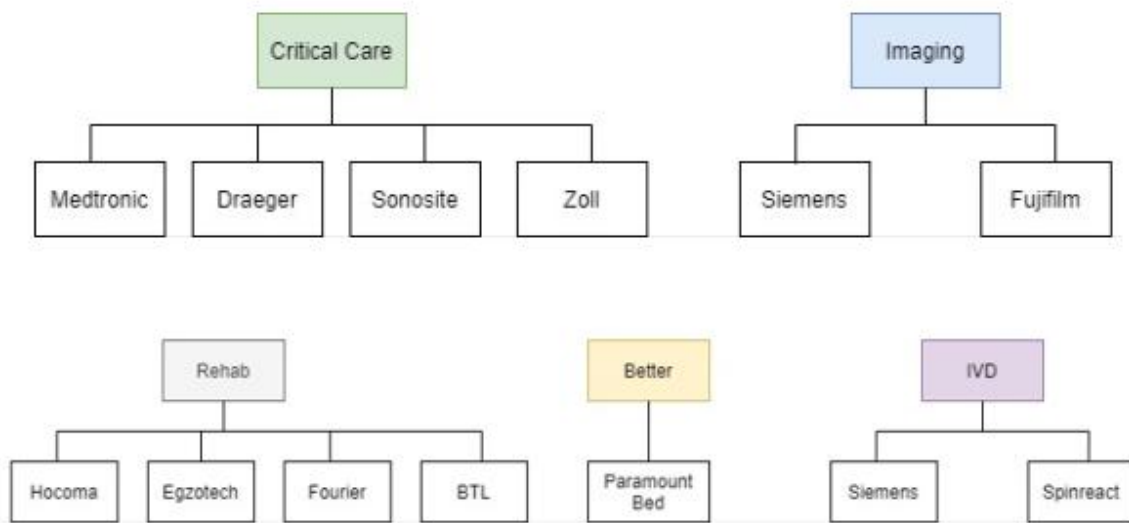 Critical Care
Imaging
Medtronic
Draeger
Sonosite
Zoll
Siemens
Fujifilm
Rehab
Better
IVD
Hocoma
Egzotech
Fourier
BTL
Paramount
Bed
Siemens
Spinreact